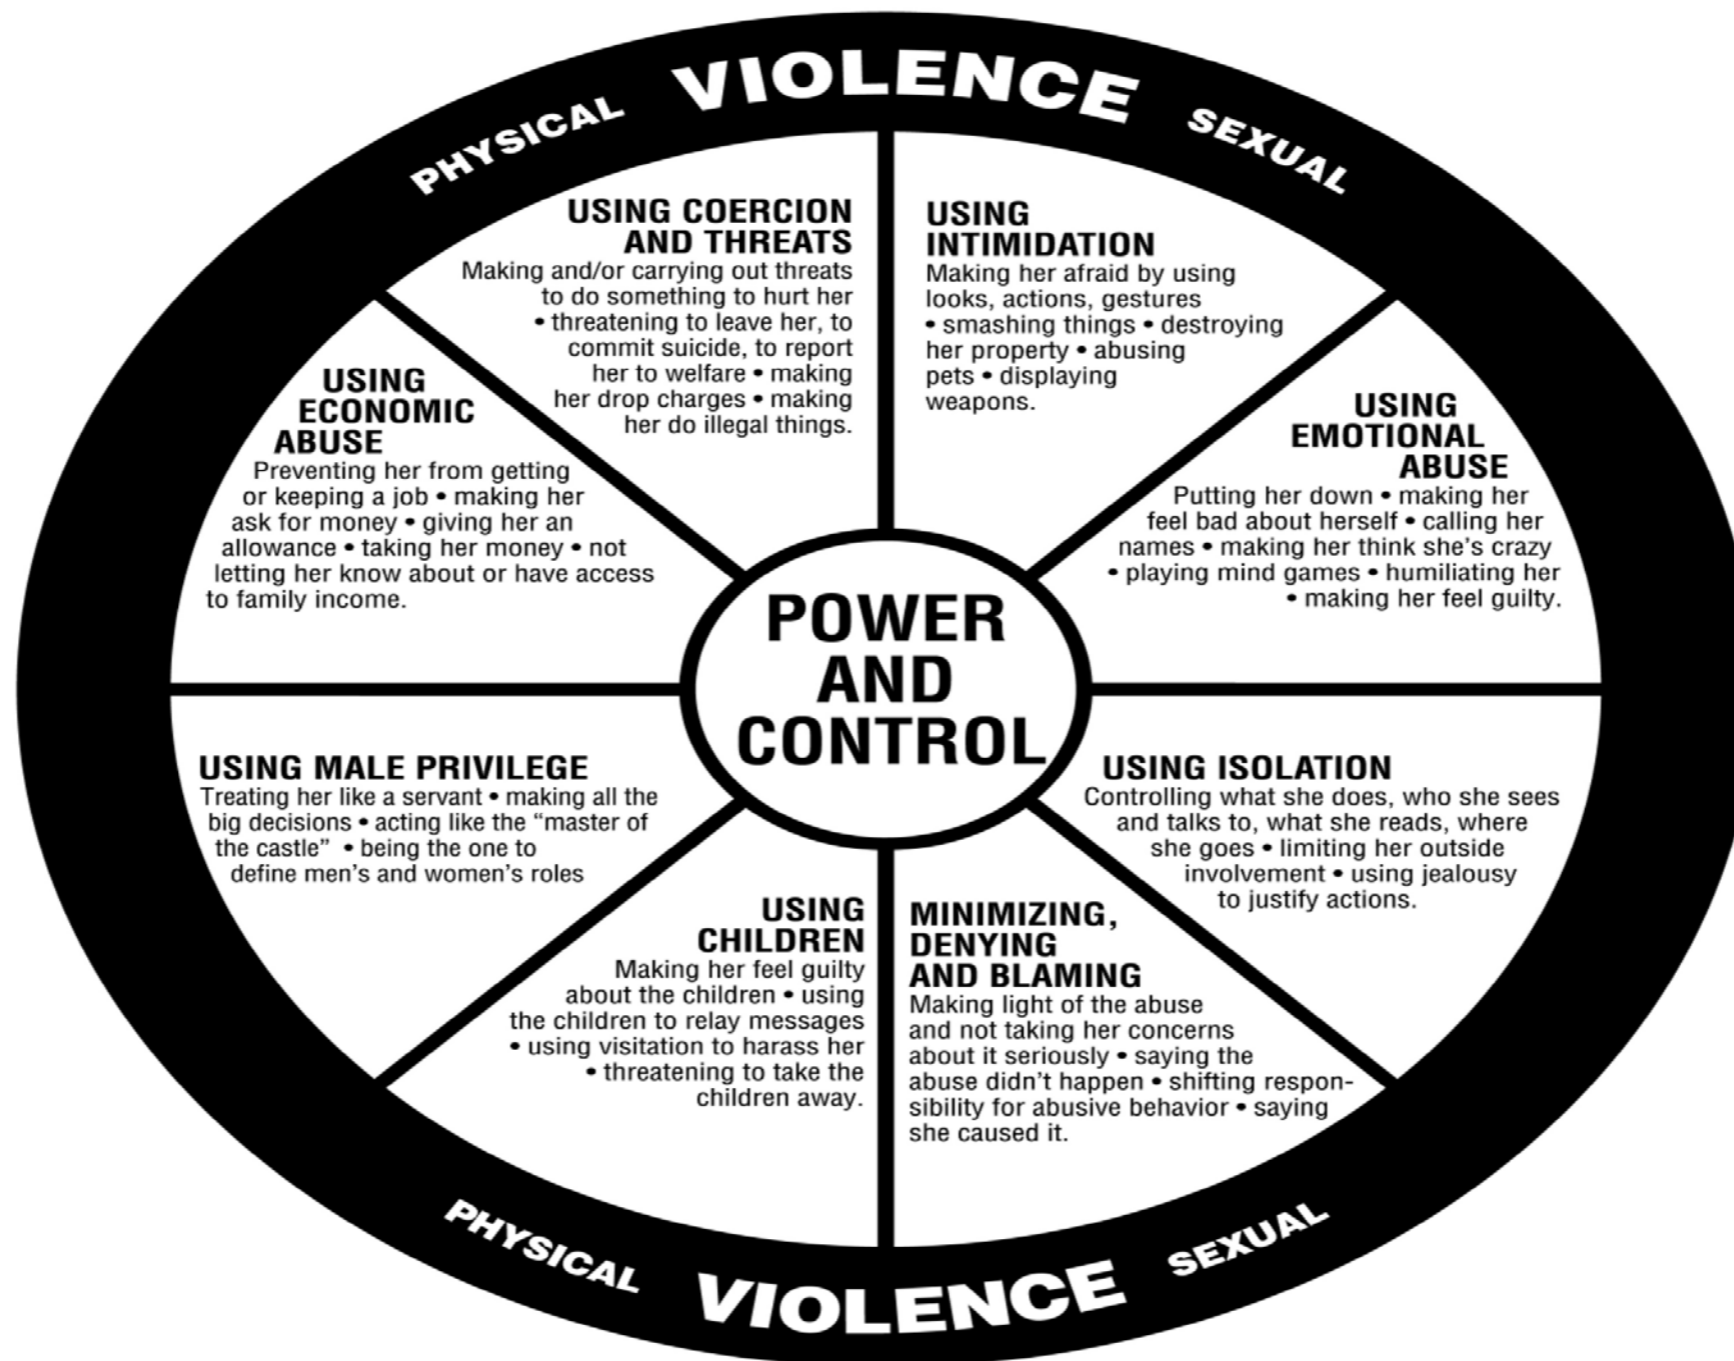 PHYSICAL VIOLENCE SEXUAL
USING COERCION
AND THREATS
Making and/or carrying out threats
to do something to hurt her
• threatening to leave her, to
commit suicide, to report
her to welfare • making
her drop charges • making
her do illegal things.
USING
INTIMIDATION
Making her afraid by using
looks, actions, gestures
• smashing things • destroying
her property • abusing
pets • displaying
weapons.
USING
ECONOMIC
ABUSE
Preventing her from getting
or keeping a job • making her
ask for money • giving her an
allowance • taking her money • not
letting her know about or have access
to family income.
USING
EMOTIONAL
ABUSE
Putting her down • making her
feel bad about herself • calling her
names • making her think she's crazy
• playing mind games • humiliating her
• making her feel guilty.
POWER
AND
CONTROL
USING MALE PRIVILEGE
Treating her like a servant • making all the
big decisions • acting like the “master of
the castle” • being the one to
define men's and women's roles
USING ISOLATION
Controlling what she does, who she sees
and talks to, what she reads, where
she goes • limiting her outside
involvement • using jealousy
to justify actions.
USING
CHILDREN
Making her feel guilty
about the children • using
the children to relay messages
• using visitation to harass her
• threatening to take the
children away.
MINIMIZING,
DENYING
AND BLAMING
Making light of the abuse
and not taking her concerns
about it seriously • saying the
abuse didn't happen • shifting respon-
sibility for abusive behavior • saying
she caused it.
PHYSICAL VIOLENCE SEXUAL